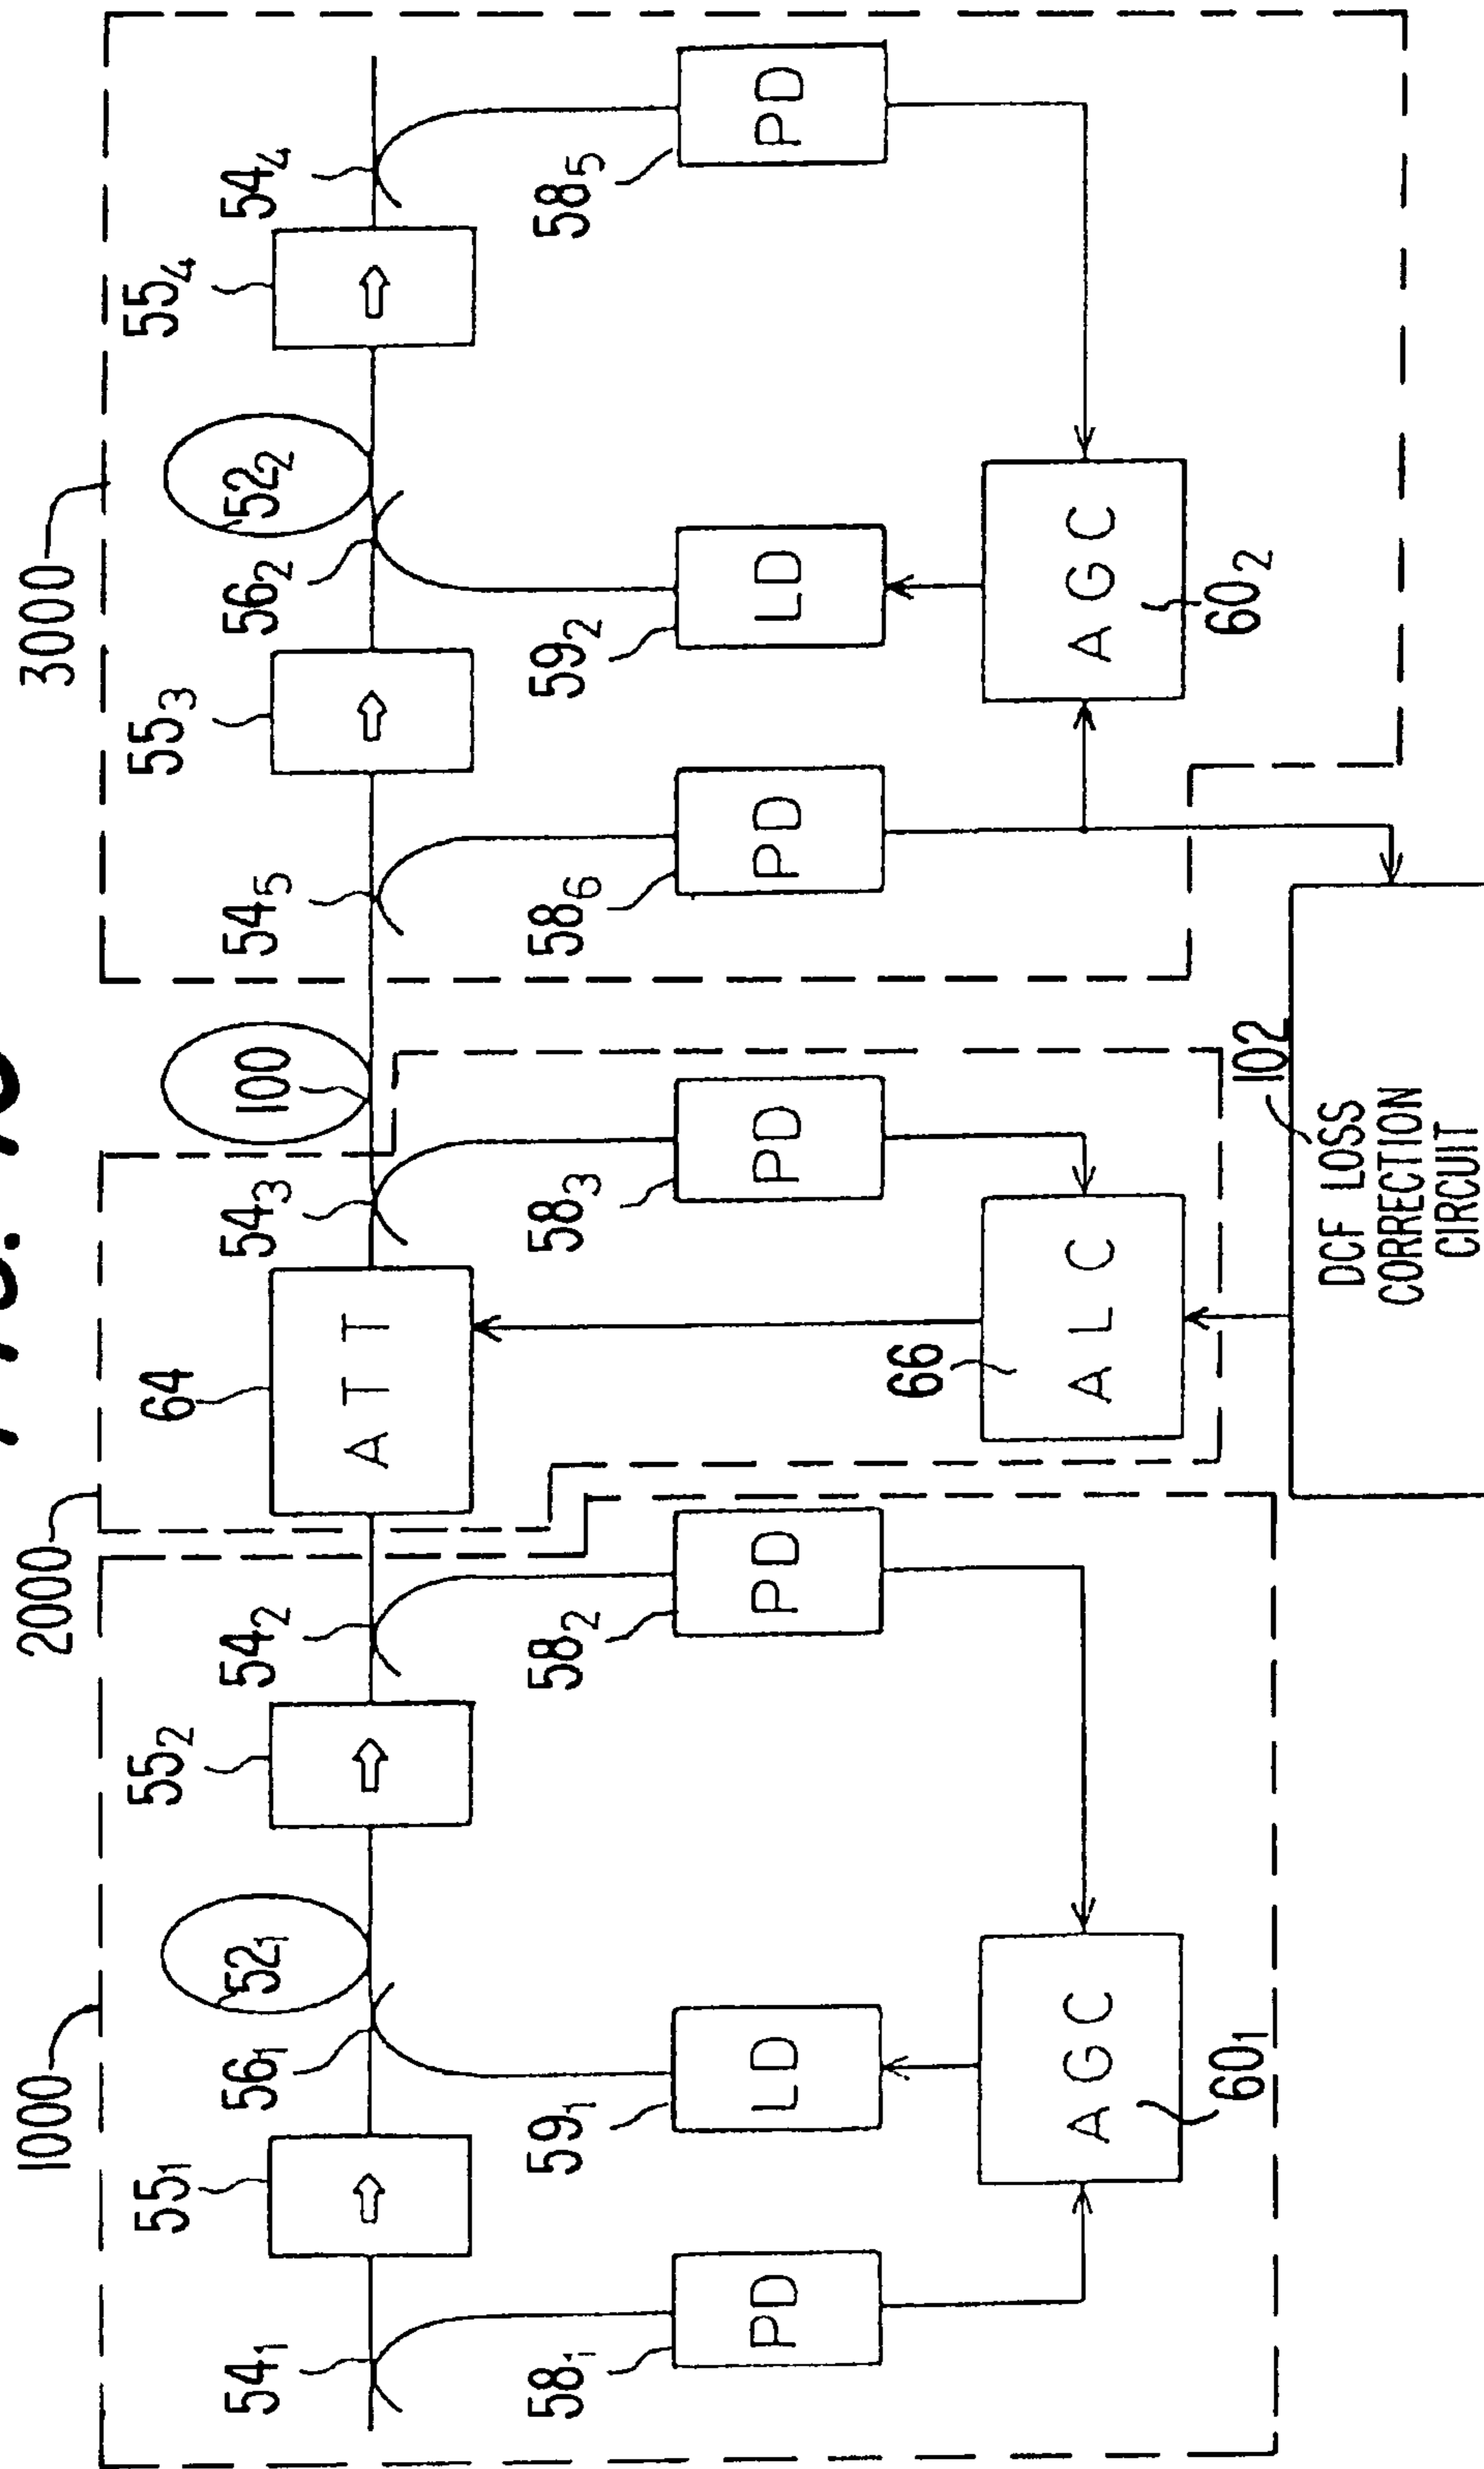 1000
2000
3000
54₁
55₁
56₁
52₁
55₂
54₂
64
54₃
100
54₅
55₃
56₂
52₂
55₄
54₄
ATT
58₁
PD
59₁
LD
58₂
PD
58₃
PD
58₆
PD
59₂
LD
58₅
PD
AGC
60₁
66
ALC
AGC
60₂
102
DCF LOSS
CORRECTION
CIRCUIT